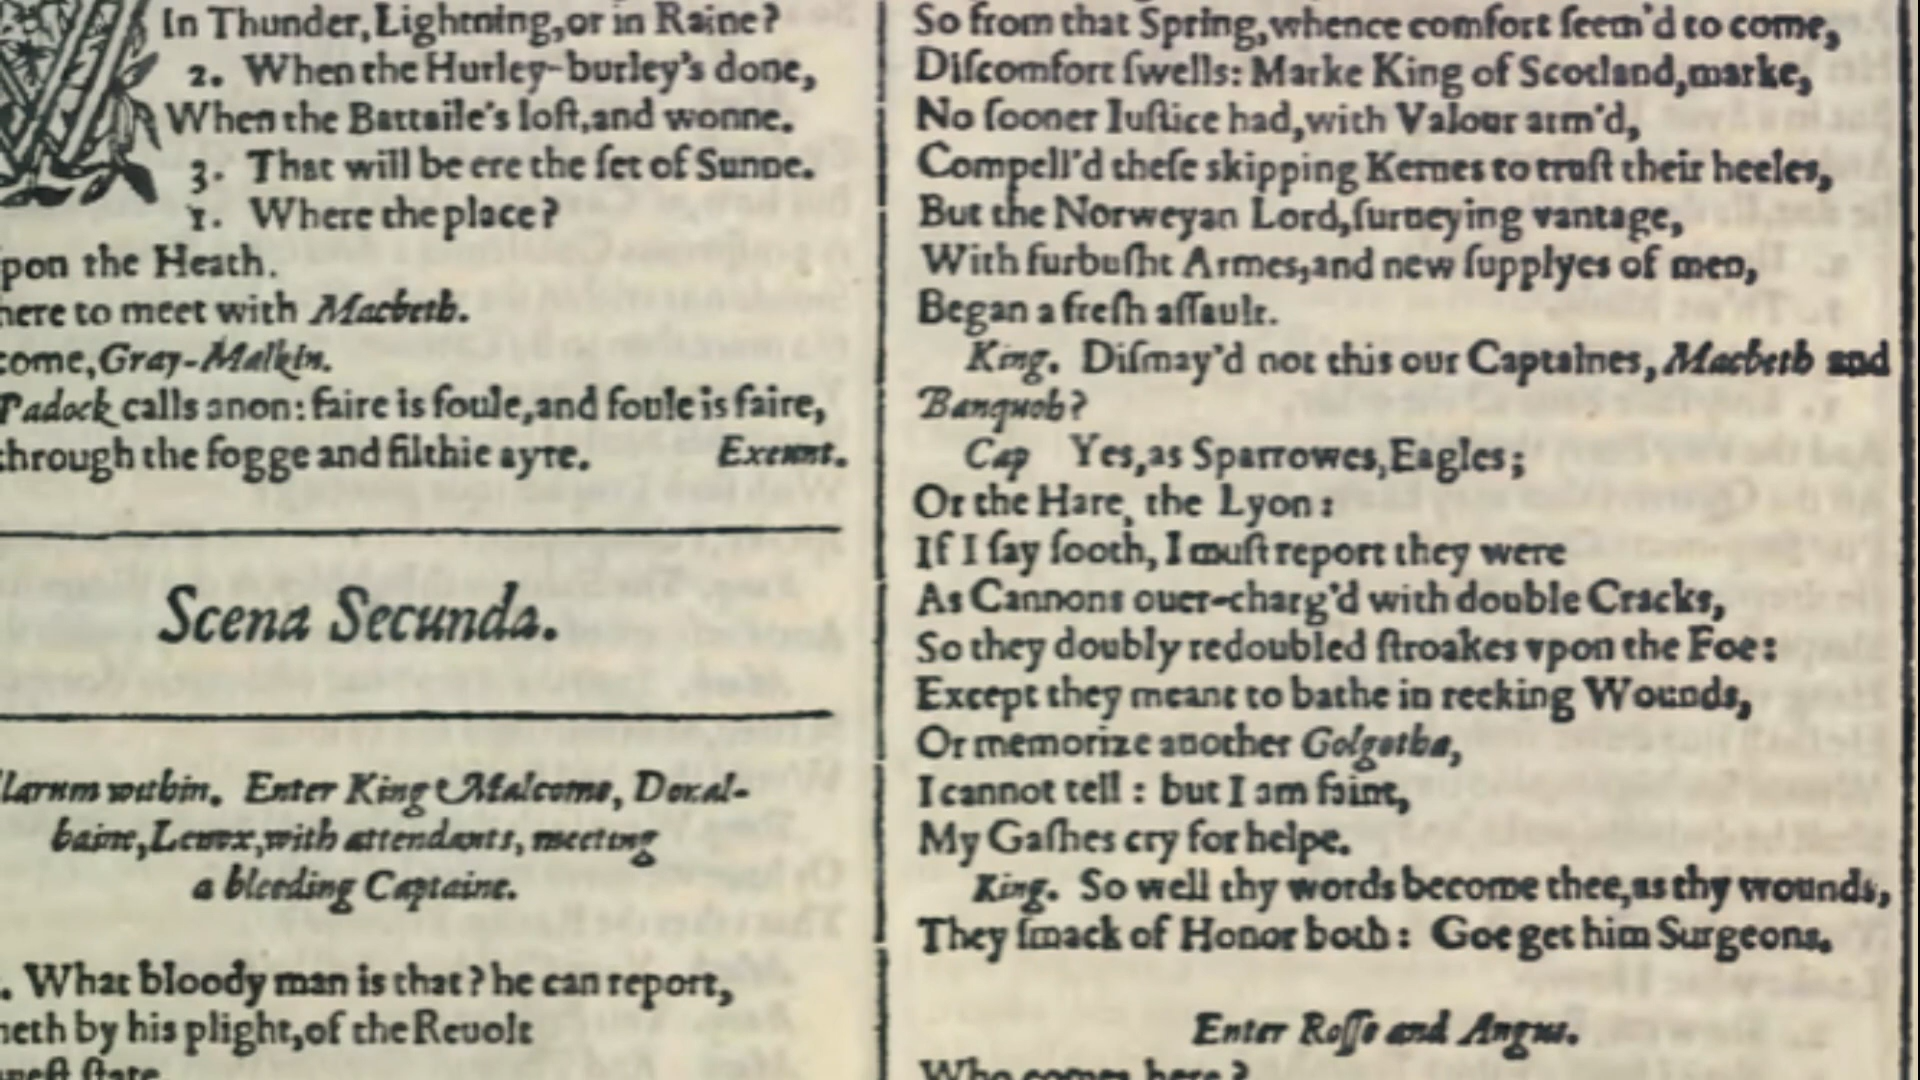 In Thunder, Lightning, or in Raine?
2. When the Hurley-burley's done,
When the Battaile's loſt, and wonne.
3. That will be ere the ſet of Sunne.
1. Where the place?
pon the Heath.
here to meet with Macbeth.
come, Gray-Malkin.
Padock calls anon: faire is foule, and foule is faire,
through the fogge and filthie ayre. Exeunt.
Scena Secunda.
larum within. Enter King Malcome, Donal-
baine, Lenox, with attendants, meeting
a bleeding Captaine.
. What bloody man is that? he can report,
meth by his plight, of the Reuolt
weſt ſtate.
So from that Spring, whence comfort ſeem'd to come,
Diſcomfort ſwells: Marke King of Scotland, marke,
No ſooner Iuſtice had, with Valour arm'd,
Compell'd theſe skipping Kernes to truſt their heeles,
But the Norweyan Lord, ſurueying vantage,
With furbuſht Armes, and new ſupplyes of men,
Began a freſh aſſault.
King. Diſmay'd not this our Captaines, Macbeth and
Banquoh?
Cap Yes, as Sparrowes, Eagles;
Or the Hare, the Lyon:
If I ſay ſooth, I muſt report they were
As Cannons ouer-charg'd with double Cracks,
So they doubly redoubled ſtroakes vpon the Foe:
Except they meant to bathe in reeking Wounds,
Or memorize another Golgotha,
I cannot tell: but I am faint,
My Gaſhes cry for helpe.
King. So well thy words become thee, as thy wounds,
They ſmack of Honor both: Goe get him Surgeons.
Enter Roſſe and Angus.
Who comes here?